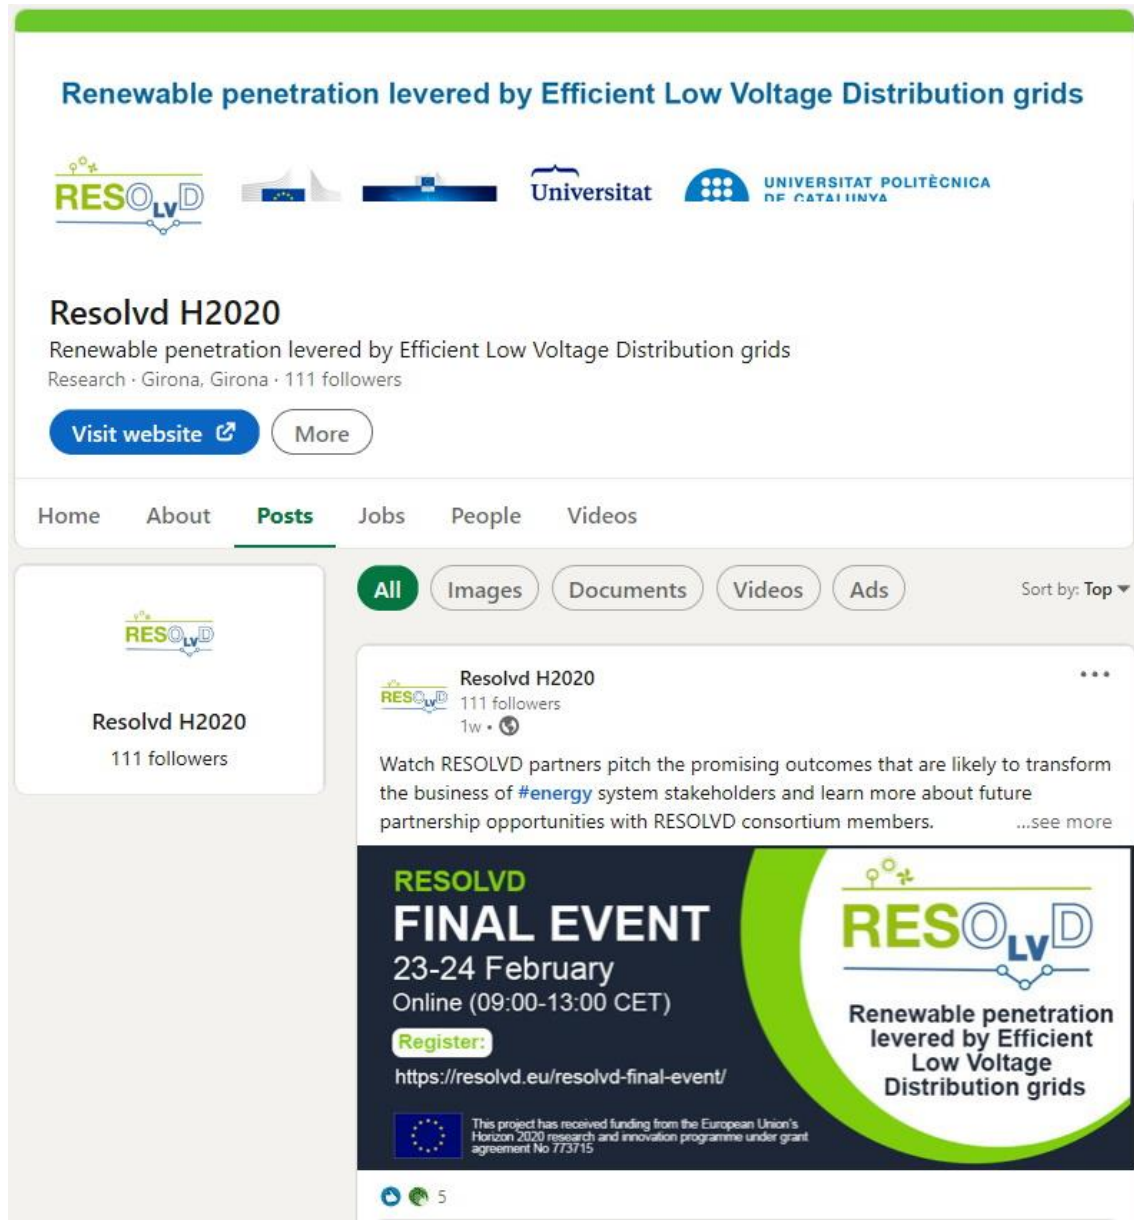 Renewable penetration levered by Efficient Low Voltage Distribution grids
RESOLVD
Universitat
UNIVERSITAT POLITÈCNICA
DE CATALUNYA
Resolvd H2020
Renewable penetration levered by Efficient Low Voltage Distribution grids
Research · Girona, Girona · 111 followers
Visit website
More
Home About Posts Jobs People Videos
All Images Documents Videos Ads Sort by: Top
RESOLVD
Resolvd H2020
111 followers
RESOLVD
Resolvd H2020
111 followers
1w •
Watch RESOLVD partners pitch the promising outcomes that are likely to transform
the business of #energy system stakeholders and learn more about future
partnership opportunities with RESOLVD consortium members. ...see more
RESOLVD
FINAL EVENT
23-24 February
Online (09:00-13:00 CET)
Register:
https://resolvd.eu/resolvd-final-event/
This project has received funding from the European Union's
Horizon 2020 research and innovation programme under grant
agreement No 773715
RESOLVD
Renewable penetration
levered by Efficient
Low Voltage
Distribution grids
5